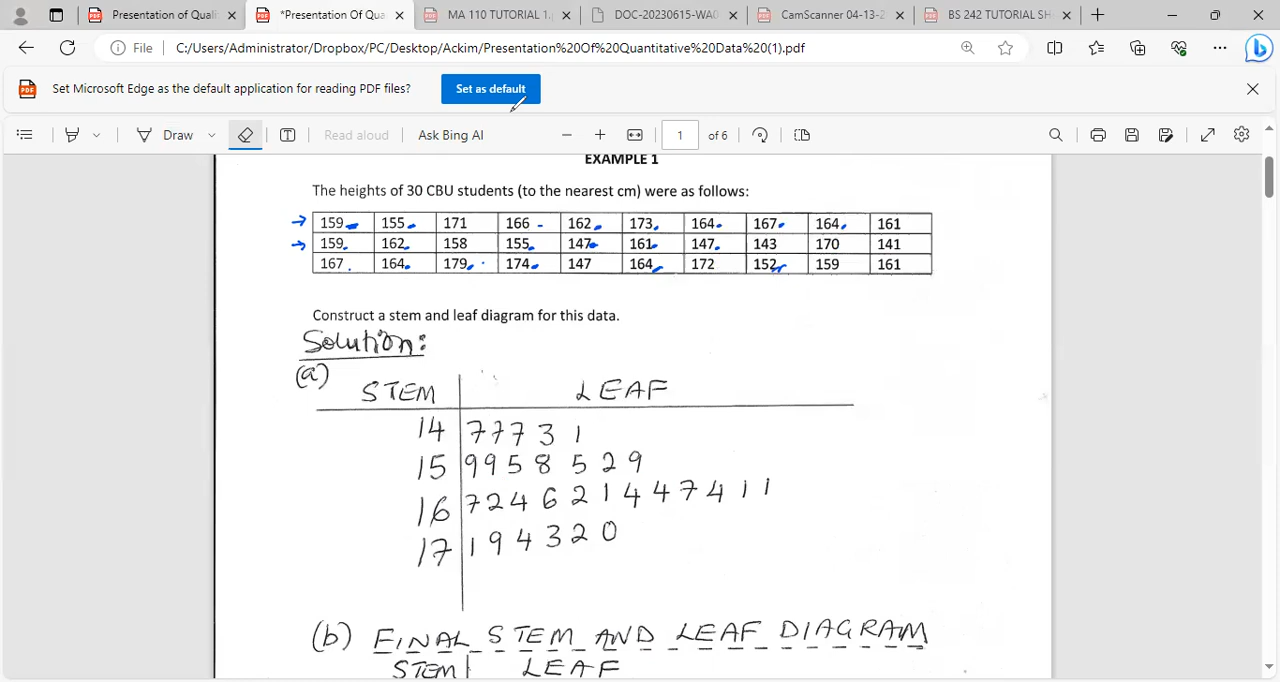 Presentation of Quali
*Presentation Of Qua
MA 110 TUTORIAL 1.p
DOC-20230615-WA0
CamScanner 04-13-2
BS 242 TUTORIAL SH
File C:/Users/Administrator/Dropbox/PC/Desktop/Ackim/Presentation%20Of%20Quantitative%20Data%20(1).pdf
Set Microsoft Edge as the default application for reading PDF files? Set as default
Draw Read aloud Ask Bing AI 1 of 6
EXAMPLE 1
The heights of 30 CBU students (to the nearest cm) were as follows:
159 155 171 166 162 173 164 167 164 161
159 162 158 155 147 161 147 143 170 141
167 164 179 174 147 164 172 152 159 161
Construct a stem and leaf diagram for this data.
Solution:
(a) STEM LEAF
14 7 7 7 3 1
15 9 9 5 8 5 2 9
16 7 2 4 6 2 1 4 4 7 4 1 1
17 1 9 4 3 2 0
(b) FINAL STEM AND LEAF DIAGRAM
STEM LEAF